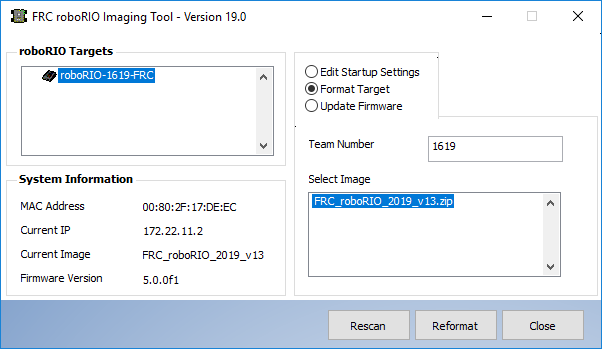 FRC roboRIO Imaging Tool - Version 19.0
roboRIO Targets
roboRIO-1619-FRC
System Information
MAC Address 00:80:2F:17:DE:EC
Current IP 172.22.11.2
Current Image FRC_roboRIO_2019_v13
Firmware Version 5.0.0f1
Edit Startup Settings
Format Target
Update Firmware
Team Number 1619
Select Image
FRC_roboRIO_2019_v13.zip
Rescan Reformat Close